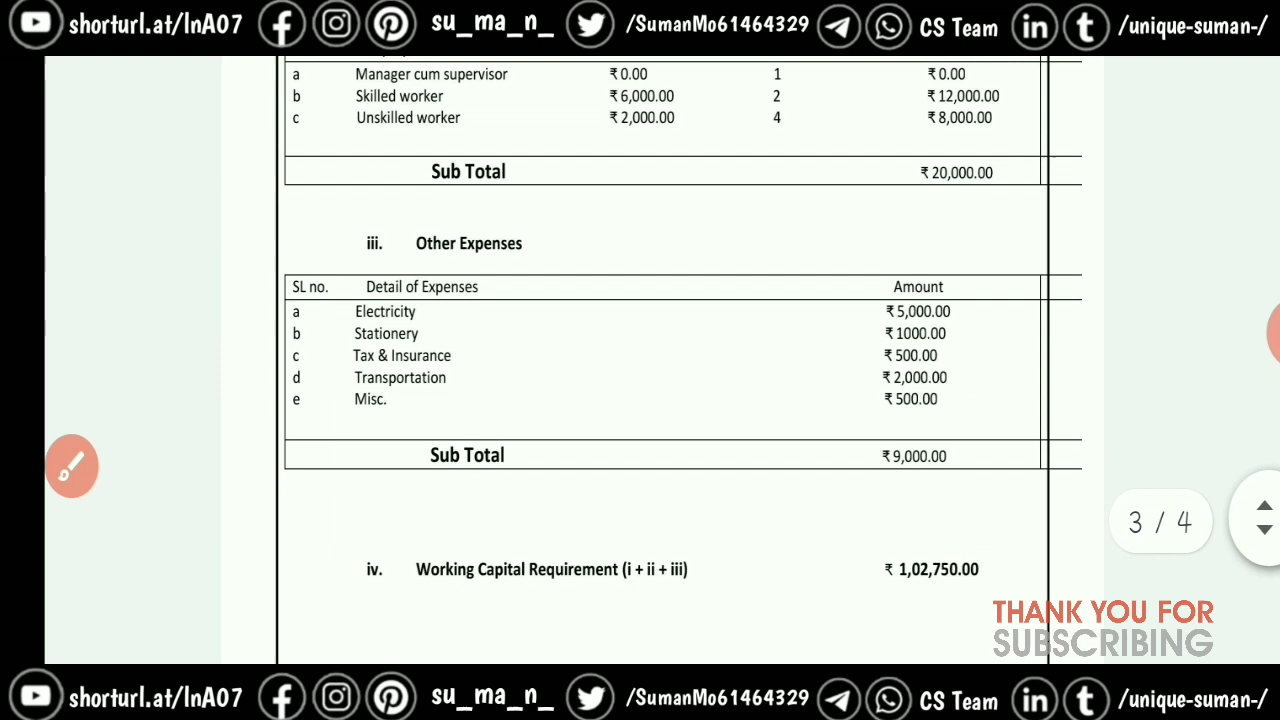 shorturl.at/lnA07 su_ma_n_ /SumanMo61464329 CS Team /unique-suman-/
a Manager cum supervisor ₹ 0.00 1 ₹ 0.00
b Skilled worker ₹ 6,000.00 2 ₹ 12,000.00
c Unskilled worker ₹ 2,000.00 4 ₹ 8,000.00
Sub Total ₹ 20,000.00
iii. Other Expenses
SL no. Detail of Expenses Amount
a Electricity ₹ 5,000.00
b Stationery ₹ 1000.00
c Tax & Insurance ₹ 500.00
d Transportation ₹ 2,000.00
e Misc. ₹ 500.00
Sub Total ₹ 9,000.00
3 / 4
iv. Working Capital Requirement (i + ii + iii) ₹ 1,02,750.00
THANK YOU FOR
SUBSCRIBING
shorturl.at/lnA07 su_ma_n_ /SumanMo61464329 CS Team /unique-suman-/